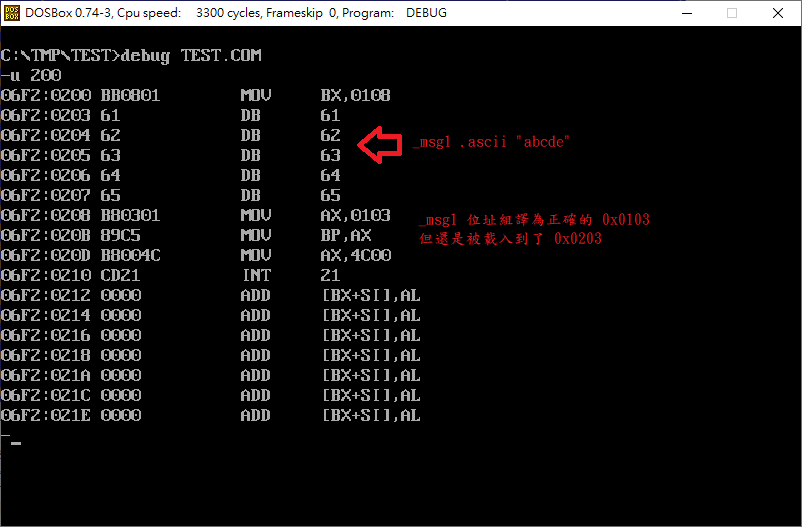 DOSBox 0.74-3, Cpu speed: 3300 cycles, Frameskip 0, Program: DEBUG
C:\TMP\TEST>debug TEST.COM
-u 200
06F2:0200 BB0801 MOV BX,0108
06F2:0203 61 DB 61
06F2:0204 62 DB 62
_msg1 .ascii "abcde"
06F2:0205 63 DB 63
06F2:0206 64 DB 64
06F2:0207 65 DB 65
06F2:0208 B80301 MOV AX,0103
_msg1 位址組譯為正確的 0x0103
06F2:020B 89C5 MOV BP,AX
但還是被載入到了 0x0203
06F2:020D B8004C MOV AX,4C00
06F2:0210 CD21 INT 21
06F2:0212 0000 ADD [BX+SI],AL
06F2:0214 0000 ADD [BX+SI],AL
06F2:0216 0000 ADD [BX+SI],AL
06F2:0218 0000 ADD [BX+SI],AL
06F2:021A 0000 ADD [BX+SI],AL
06F2:021C 0000 ADD [BX+SI],AL
06F2:021E 0000 ADD [BX+SI],AL
-_